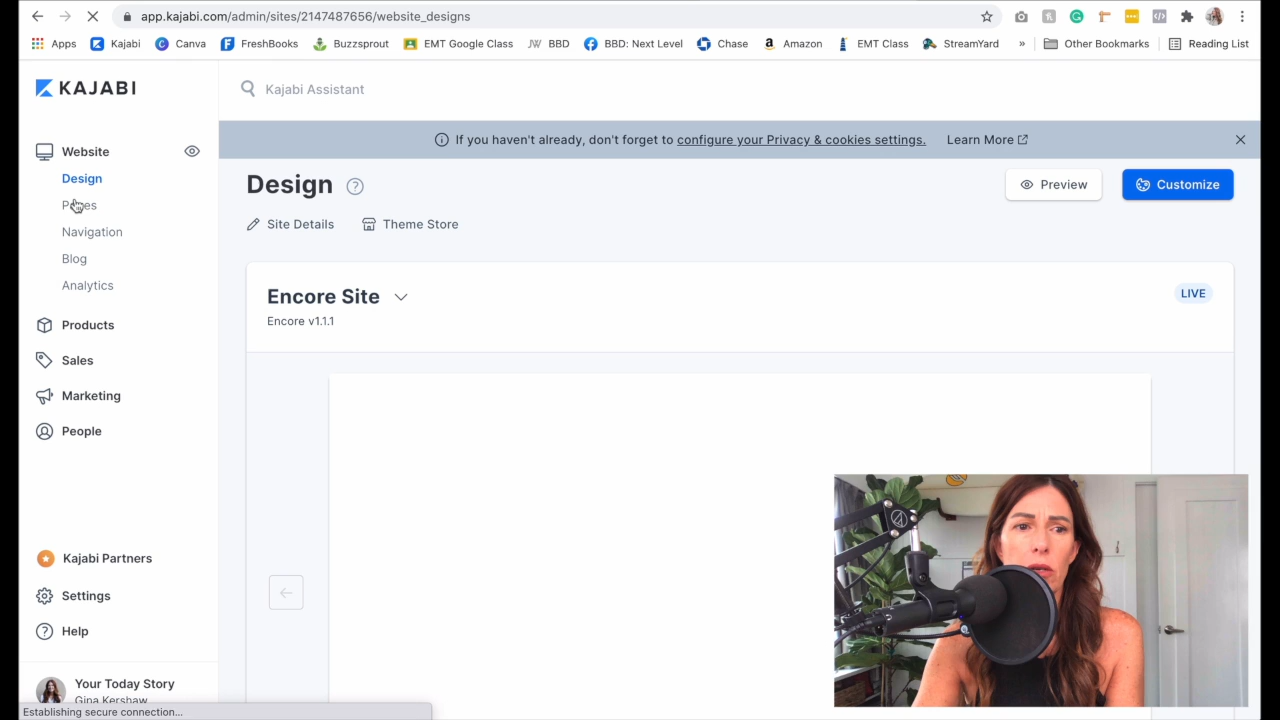 app.kajabi.com/admin/sites/2147487656/website_designs
Apps Kajabi Canva FreshBooks Buzzsprout EMT Google Class BBD BBD: Next Level Chase Amazon EMT Class StreamYard » Other Bookmarks Reading List
KAJABI
Kajabi Assistant
If you haven't already, don't forget to configure your Privacy & cookies settings. Learn More
Website
Design
Pages
Navigation
Blog
Analytics
Products
Sales
Marketing
People
Kajabi Partners
Settings
Help
Your Today Story
Gina Kershaw
Establishing secure connection...
Design
Preview
Customize
Site Details
Theme Store
Encore Site
LIVE
Encore v1.1.1